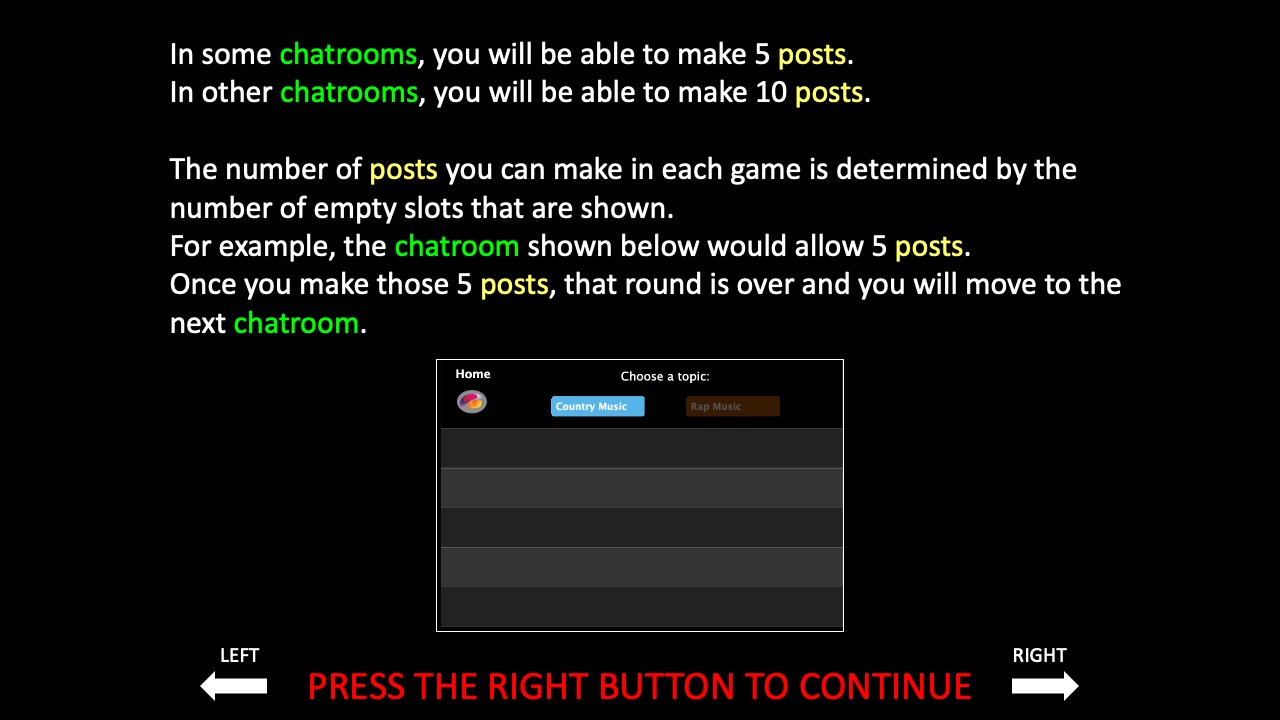 In some chatrooms, you will be able to make 5 posts.
In other chatrooms, you will be able to make 10 posts.
The number of posts you can make in each game is determined by the
number of empty slots that are shown.
For example, the chatroom shown below would allow 5 posts.
Once you make those 5 posts, that round is over and you will move to the
next chatroom.
Home
Choose a topic:
Country Music
Rap Music
LEFT
RIGHT
PRESS THE RIGHT BUTTON TO CONTINUE